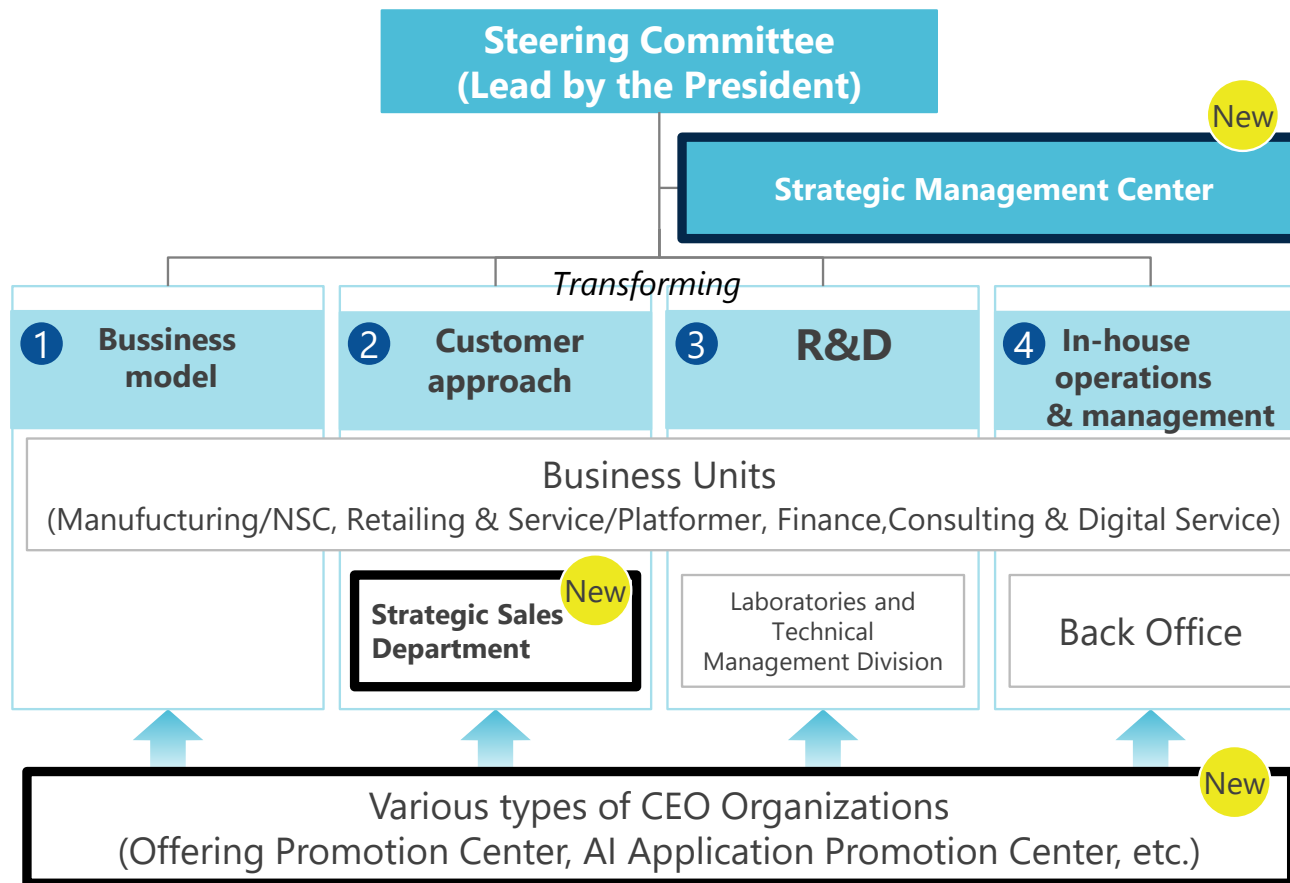 Steering Committee
(Lead by the President)
New
Strategic Management Center
Transforming
1 Bussiness
model
2 Customer
approach
3 R&D
4 In-house
operations
& management
Business Units
(Manufucturing/NSC, Retailing & Service/Platformer, Finance,Consulting & Digital Service)
New
Strategic Sales
Department
Laboratories and
Technical
Management Division
Back Office
New
Various types of CEO Organizations
(Offering Promotion Center, AI Application Promotion Center, etc.)